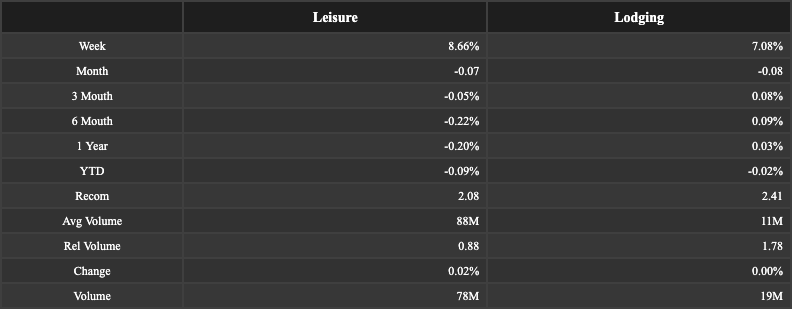 Leisure Lodging
Week 8.66% 7.08%
Month -0.07 -0.08
3 Mouth -0.05% 0.08%
6 Mouth -0.22% 0.09%
1 Year -0.20% 0.03%
YTD -0.09% -0.02%
Recom 2.08 2.41
Avg Volume 88M 11M
Rel Volume 0.88 1.78
Change 0.02% 0.00%
Volume 78M 19M